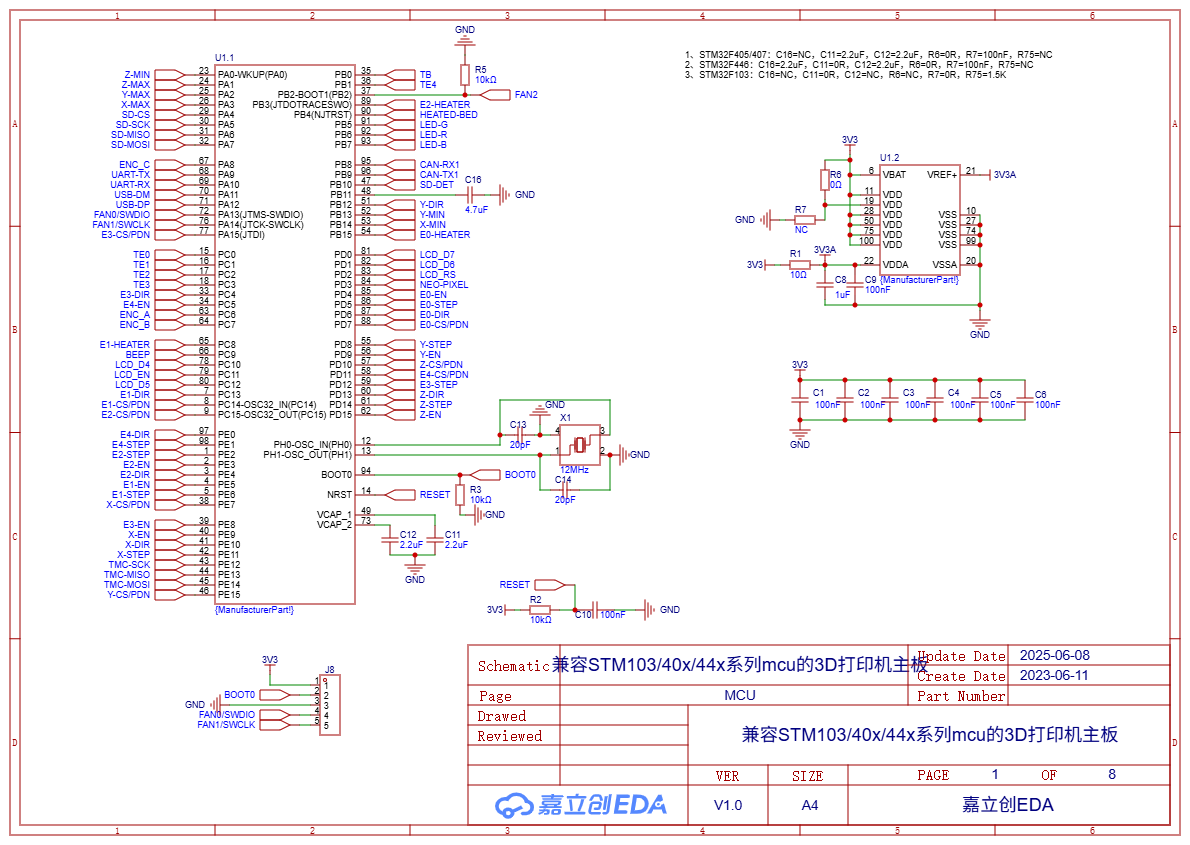 1 2 3 4 5 6
A
B
C
D
1、STM32F405/407：C16=NC，C11=2.2uF，C12=2.2uF，R6=0R，R7=100nF，R75=NC
2、STM32F446：C16=2.2uF，C11=0R，C12=2.2uF，R6=0R，R7=100nF，R75=NC
3、STM32F103：C16=NC，C11=0R，C12=NC，R6=NC，R7=0R，R75=1.5K
U1.1
Z-MIN 23 PA0-WKUP(PA0)
Z-MAX 24 PA1
Y-MAX 25 PA2
X-MAX 26 PA3
SD-CS 29 PA4
SD-SCK 30 PA5
SD-MISO 31 PA6
SD-MOSI 32 PA7
ENC_C 67 PA8
UART-TX 68 PA9
UART-RX 69 PA10
USB-DM 70 PA11
USB-DP 71 PA12
FAN0/SWDIO 72 PA13(JTMS-SWDIO)
FAN1/SWCLK 76 PA14(JTCK-SWCLK)
E3-CS/PDN 77 PA15(JTDI)
TE0 15 PC0
TE1 16 PC1
TE2 17 PC2
TE3 18 PC3
E3-DIR 33 PC4
E4-EN 34 PC5
ENC_A 63 PC6
ENC_B 64 PC7
E1-HEATER 65 PC8
BEEP 66 PC9
LCD_D4 78 PC10
LCD_EN 79 PC11
LCD_D5 80 PC12
E1-DIR 7 PC13
E1-CS/PDN 8 PC14-OSC32_IN(PC14)
E2-CS/PDN 9 PC15-OSC32_OUT(PC15)
E4-DIR 97 PE0
E4-STEP 98 PE1
E2-STEP 1 PE2
E2-EN 2 PE3
E2-DIR 3 PE4
E1-EN 4 PE5
E1-STEP 5 PE6
X-CS/PDN 38 PE7
E3-EN 39 PE8
X-EN 40 PE9
X-DIR 41 PE10
X-STEP 42 PE11
TMC-SCK 43 PE12
TMC-MISO 44 PE13
TMC-MOSI 45 PE14
Y-CS/PDN 46 PE15
{ManufacturerPart!}
PB0 35 TB
PB1 36 TE4
PB2-BOOT1(PB2) 37 FAN2
PB3(JTDOTRACESWO) 89 E2-HEATER
PB4(NJTRST) 90 HEATED-BED
PB5 91 LED-G
PB6 92 LED-R
PB7 93 LED-B
PB8 95 CAN-RX1
PB9 96 CAN-TX1
PB10 47 SD-DET
PB11 48
PB12 51 Y-DIR
PB13 52 Y-MIN
PB14 53 X-MIN
PB15 54 E0-HEATER
PD0 81 LCD_D7
PD1 82 LCD_D6
PD2 83 LCD_RS
PD3 84 NEO-PIXEL
PD4 85 E0-EN
PD5 86 E0-STEP
PD6 87 E0-DIR
PD7 88 E0-CS/PDN
PD8 55 Y-STEP
PD9 56 Y-EN
PD10 57 Z-CS/PDN
PD11 58 E4-CS/PDN
PD12 59 E3-STEP
PD13 60 Z-DIR
PD14 61 Z-STEP
PD15 62 Z-EN
PH0-OSC_IN(PH0) 12
PH1-OSC_OUT(PH1) 13
BOOT0 94 BOOT0
NRST 14 RESET
VCAP_1 49
VCAP_2 73
GND
R5
10kΩ
C16
4.7uF
GND
GND
C13
20pF
X1
4 3
1 2
12MHz
GND
C14
20pF
R3
10kΩ
GND
C12
2.2uF
C11
2.2uF
GND
RESET
3V3
R2
10kΩ
C10
100nF
GND
3V3
R6
0Ω
GND
R7
NC
3V3
R1
10Ω
3V3A
C8
1uF
C9
100nF
U1.2
6 VBAT VREF+ 21 3V3A
11 VDD
19 VDD VSS 10
28 VDD VSS 27
50 VDD VSS 74
75 VDD VSS 99
100 VDD
22 VDDA VSSA 20
{ManufacturerPart!}
GND
3V3
C1 100nF
C2 100nF
C3 100nF
C4 100nF
C5 100nF
C6 100nF
GND
3V3
J8
BOOT0
GND
FAN0/SWDIO
FAN1/SWCLK
1 1
2 2
3 3
4 4
5 5
Schematic 兼容STM103/40x/44x系列mcu的3D打印机主板
Update Date 2025-06-08
Create Date 2023-06-11
Page MCU Part Number
Drawed
Reviewed
兼容STM103/40x/44x系列mcu的3D打印机主板
VER SIZE PAGE 1 OF 8
嘉立创EDA V1.0 A4 嘉立创EDA
A
B
C
D
1 2 3 4 5 6